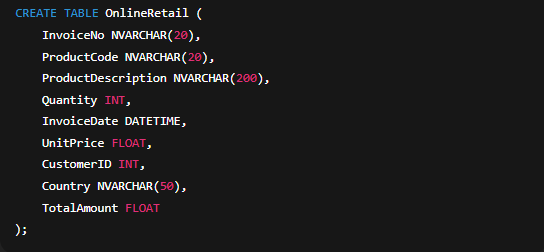 CREATE TABLE OnlineRetail (
    InvoiceNo NVARCHAR(20),
    ProductCode NVARCHAR(20),
    ProductDescription NVARCHAR(200),
    Quantity INT,
    InvoiceDate DATETIME,
    UnitPrice FLOAT,
    CustomerID INT,
    Country NVARCHAR(50),
    TotalAmount FLOAT
);